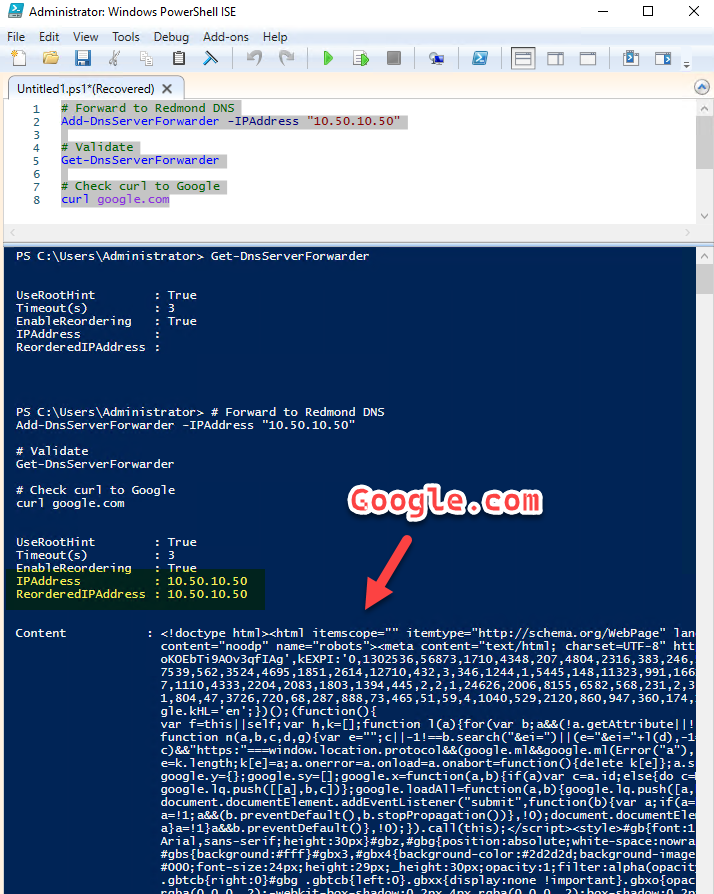 Administrator: Windows PowerShell ISE
File Edit View Tools Debug Add-ons Help
Untitled1.ps1*(Recovered)
1 # Forward to Redmond DNS
2 Add-DnsServerForwarder -IPAddress "10.50.10.50"
3
4 # Validate
5 Get-DnsServerForwarder
6
7 # Check curl to Google
8 curl google.com
PS C:\Users\Administrator> Get-DnsServerForwarder
UseRootHint : True
Timeout(s) : 3
EnableReordering : True
IPAddress :
ReorderedIPAddress :
PS C:\Users\Administrator> # Forward to Redmond DNS
Add-DnsServerForwarder -IPAddress "10.50.10.50"
# Validate
Get-DnsServerForwarder
# Check curl to Google
curl google.com
Google.com
UseRootHint : True
Timeout(s) : 3
EnableReordering : True
IPAddress : 10.50.10.50
ReorderedIPAddress : 10.50.10.50
Content : <!doctype html><html itemscope="" itemtype="http://schema.org/WebPage" lan
content="noodp" name="robots"><meta content="text/html; charset=UTF-8" htt
oKOEbTi9AOv3qfIAg',kEXPI:'0,1302536,56873,1710,4348,207,4804,2316,383,246,
7539,562,3524,4695,1851,2614,12710,432,3,346,1244,1,5445,148,11323,991,166
7,1110,4333,2204,2083,1803,1394,445,2,2,1,24626,2006,8155,6582,568,231,2,3
1,804,47,3726,720,68,287,888,73,465,51,59,4,1040,529,2120,860,947,360,174,
gle.kHL='en';})();(function(){
var f=this||self;var h,k=[];function l(a){for(var b;a&&(!a.getAttribute||!
function n(a,b,c,d,g){var e="";c||-1!==b.search("&ei=")||(e="&ei="+l(d),-1
c)&&"https:"===window.location.protocol&&(google.ml&&google.ml(Error("a"),
e=k.length;k[e]=a;a.onerror=a.onload=a.onabort=function(){delete k[e]};a.s
google.y={};google.sy=[];google.x=function(a,b){if(a)var c=a.id;else{do c=
google.lq.push([[a],b,c])};google.loadAll=function(a,b){google.lq.push([a,
document.documentElement.addEventListener("submit",function(b){var a;if(a=
a=!1;a&&(b.preventDefault(),b.stopPropagation())},!0);document.documentEle
a}a=!1}a&&b.preventDefault()},!0);}).call(this);</script><style>#gb{font:1
Arial,sans-serif;height:30px}#gbz,#gbg{position:absolute;white-space:nowra
#gbs{background:#fff}#gbx3,#gbx4{background-color:#2d2d2d;background-image
#000;font-size:24px;height:29px;_height:30px;opacity:1;filter:alpha(opacit
.gbtcb{right:0}#gbg .gbtcb{left:0}.gbxx{display:none !important}.gbxo{opac